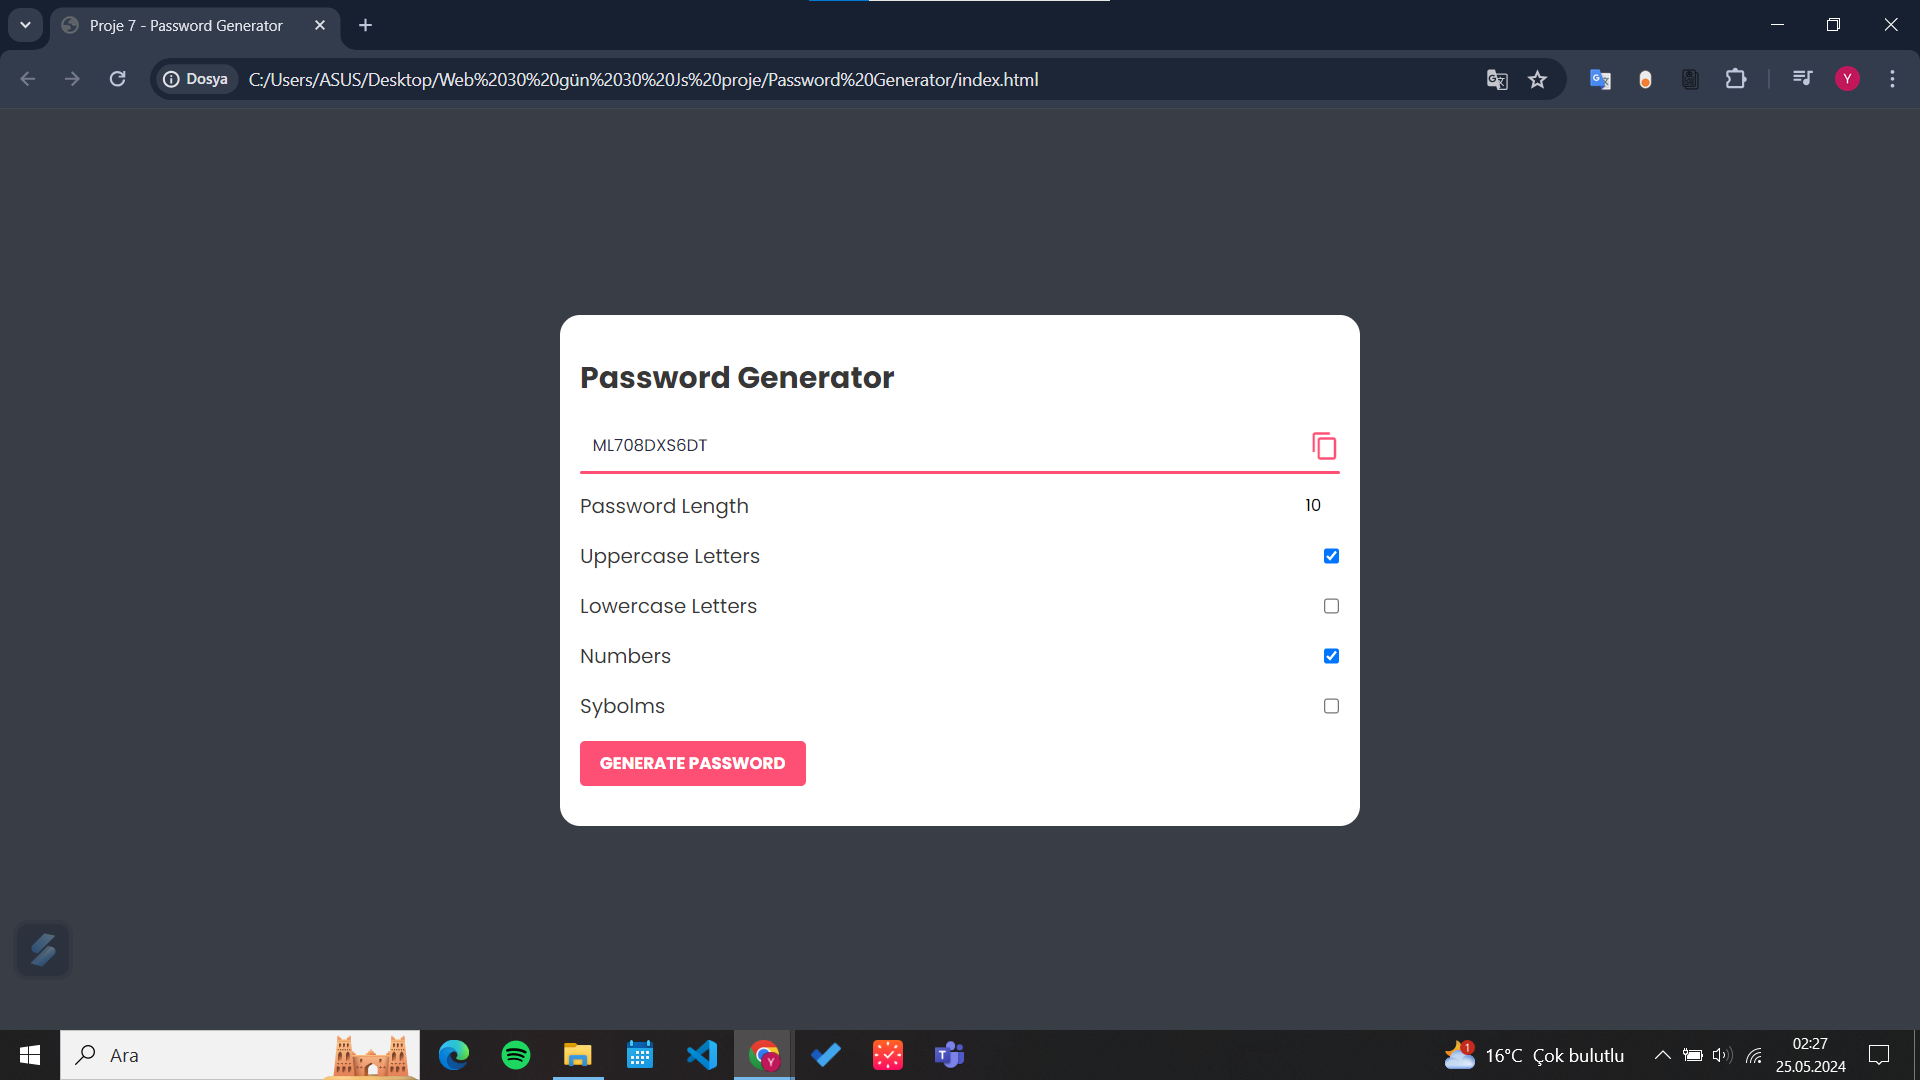 Proje 7 - Password Generator
Dosya
C:/Users/ASUS/Desktop/Web%2030%20gün%2030%20Js%20proje/Password%20Generator/index.html
Y
Password Generator
ML708DXS6DT
Password Length
10
Uppercase Letters
Lowercase Letters
Numbers
Sybolms
GENERATE PASSWORD
Ara
Y
T
1
16°C Çok bulutlu
02:27
25.05.2024